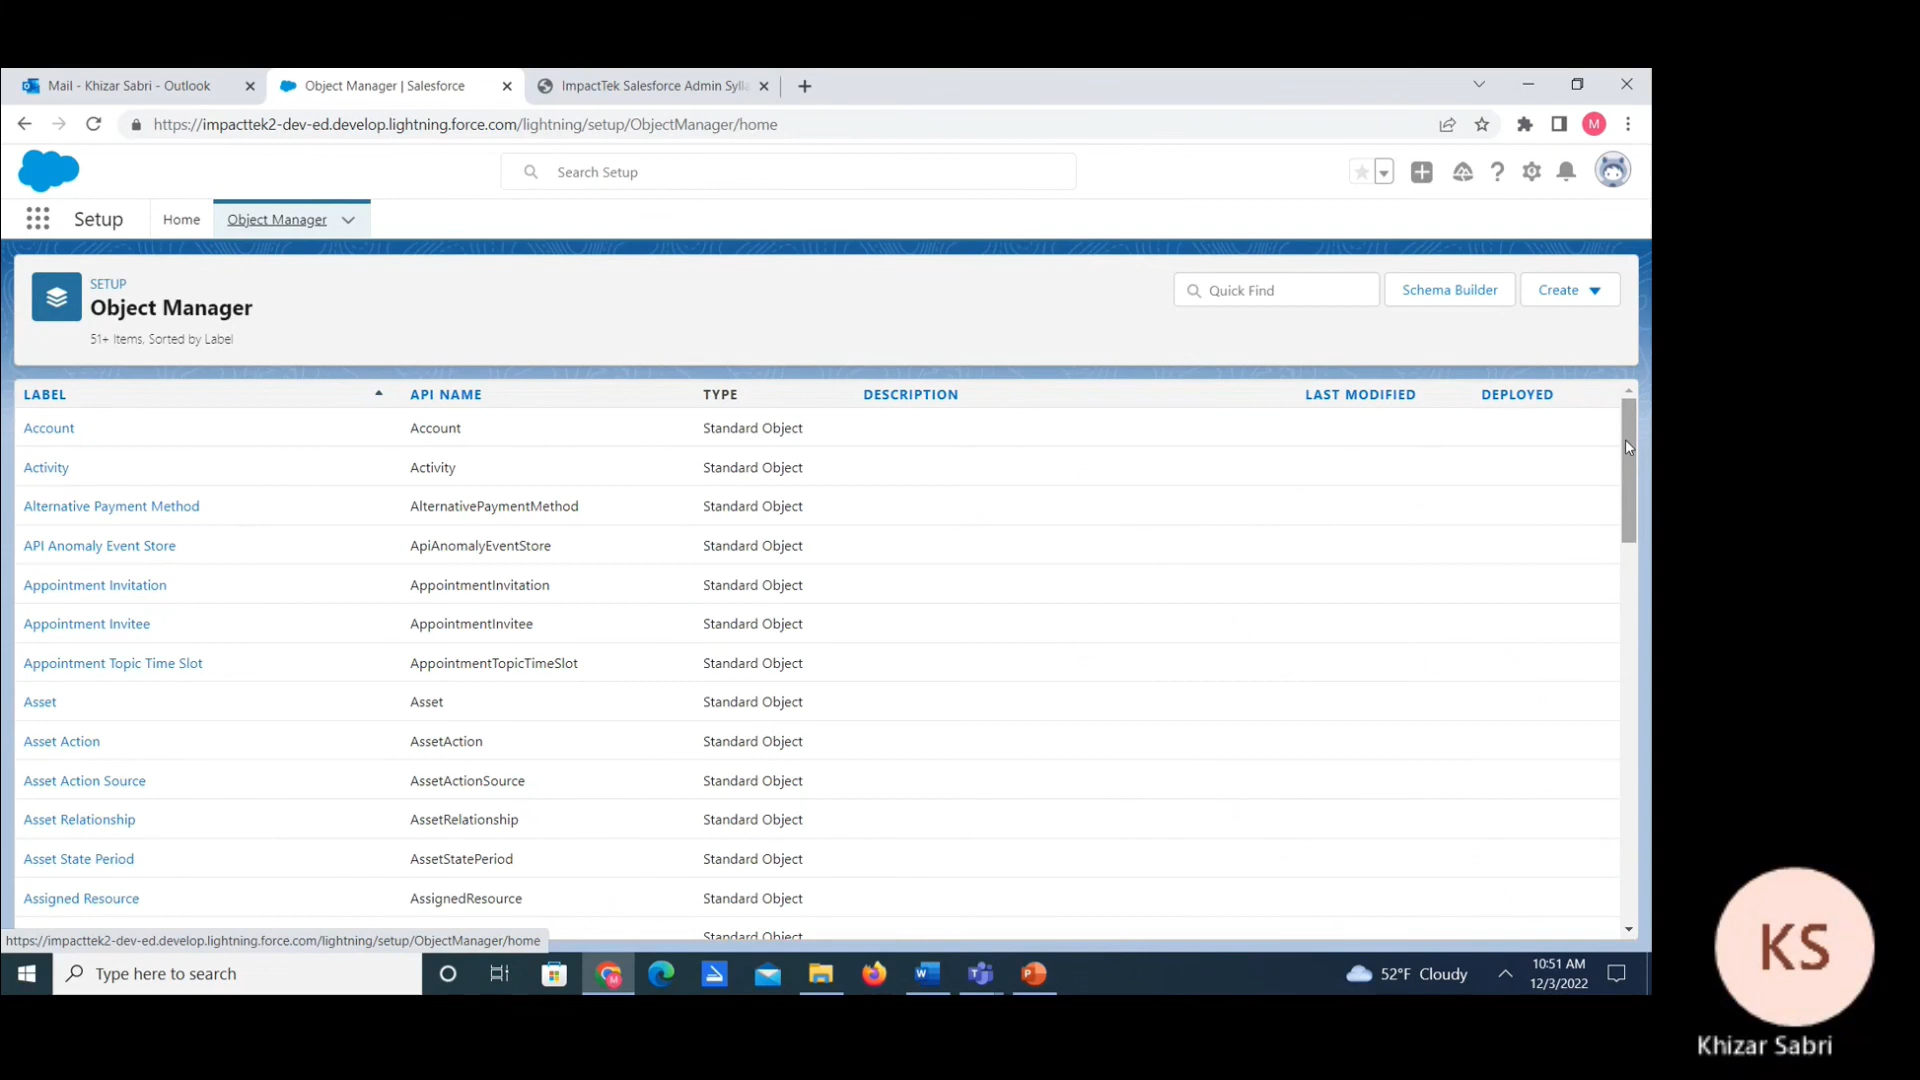 Mail - Khizar Sabri - Outlook
Object Manager | Salesforce
ImpactTek Salesforce Admin Sylla
https://impacttek2-dev-ed.develop.lightning.force.com/lightning/setup/ObjectManager/home
M
Search Setup
Setup
Home
Object Manager
SETUP
Object Manager
51+ Items, Sorted by Label
Quick Find
Schema Builder
Create
LABEL API NAME TYPE DESCRIPTION LAST MODIFIED DEPLOYED
Account Account Standard Object
Activity Activity Standard Object
Alternative Payment Method AlternativePaymentMethod Standard Object
API Anomaly Event Store ApiAnomalyEventStore Standard Object
Appointment Invitation AppointmentInvitation Standard Object
Appointment Invitee AppointmentInvitee Standard Object
Appointment Topic Time Slot AppointmentTopicTimeSlot Standard Object
Asset Asset Standard Object
Asset Action AssetAction Standard Object
Asset Action Source AssetActionSource Standard Object
Asset Relationship AssetRelationship Standard Object
Asset State Period AssetStatePeriod Standard Object
Assigned Resource AssignedResource Standard Object
Standard Object
https://impacttek2-dev-ed.develop.lightning.force.com/lightning/setup/ObjectManager/home
Type here to search
52°F Cloudy
10:51 AM
12/3/2022
KS
Khizar Sabri